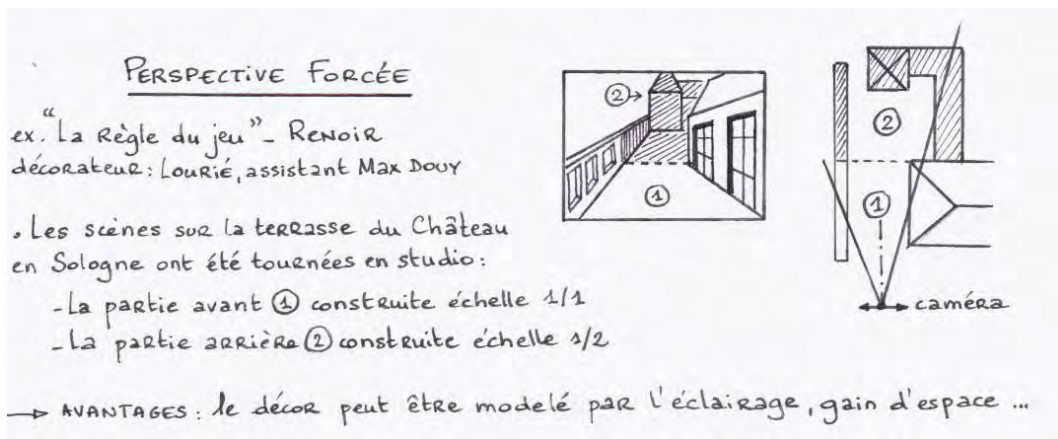 PERSPECTIVE FORCÉE
ex. "La Règle du jeu" - RENOIR
décorateur : Lourié, assistant Max Douy
. Les scènes sur la terrasse du Château
en Sologne ont été tournées en studio :
- La partie avant ① construite échelle 1/1
- La partie arrière ② construite échelle 1/2
→ AVANTAGES : le décor peut être modelé par l'éclairage, gain d'espace ...
② →
①
②
①
caméra